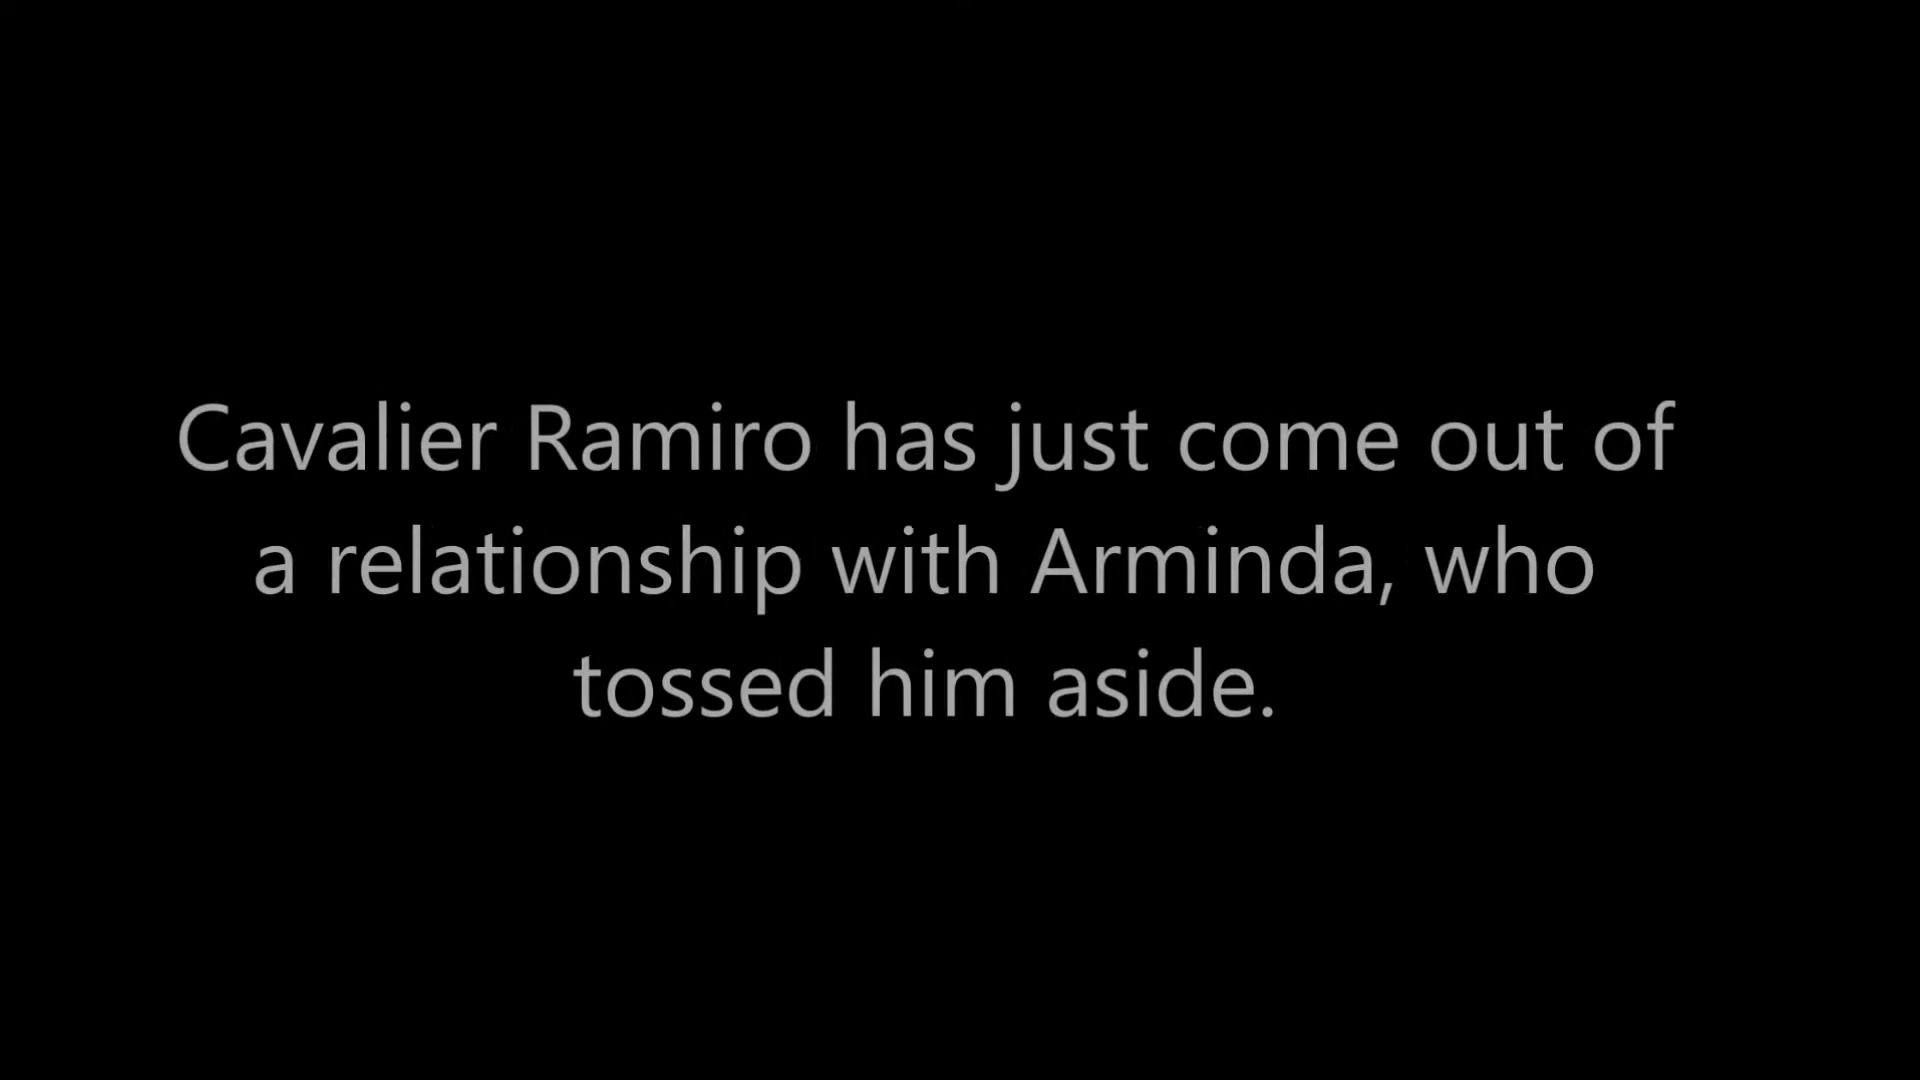 Cavalier Ramiro has just come out of
a relationship with Arminda, who
tossed him aside.